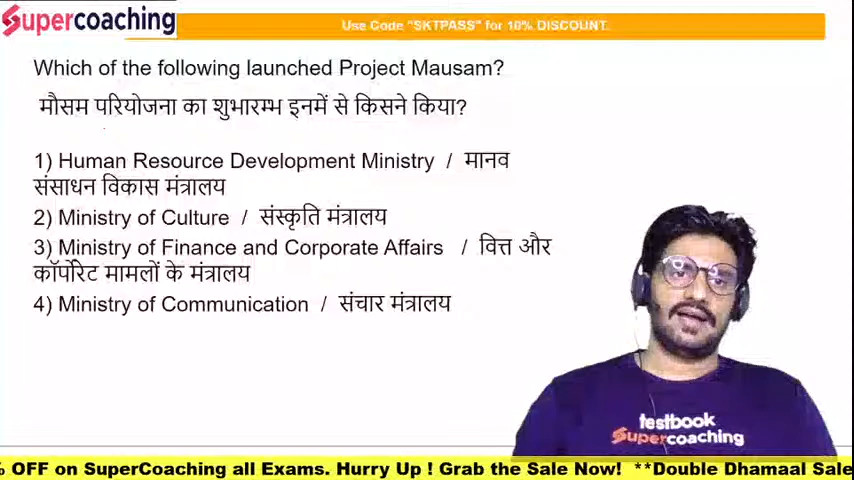 Supercoaching
Use Code "SKTPASS" for 10% DISCOUNT.
Which of the following launched Project Mausam?
मौसम परियोजना का शुभारम्भ इनमें से किसने किया?
1) Human Resource Development Ministry / मानव
संसाधन विकास मंत्रालय
2) Ministry of Culture / संस्कृति मंत्रालय
3) Ministry of Finance and Corporate Affairs / वित्त और
कॉर्पोरेट मामलों के मंत्रालय
4) Ministry of Communication / संचार मंत्रालय
testbook
Supercoaching
% OFF on SuperCoaching all Exams. Hurry Up ! Grab the Sale Now! **Double Dhamaal Sale